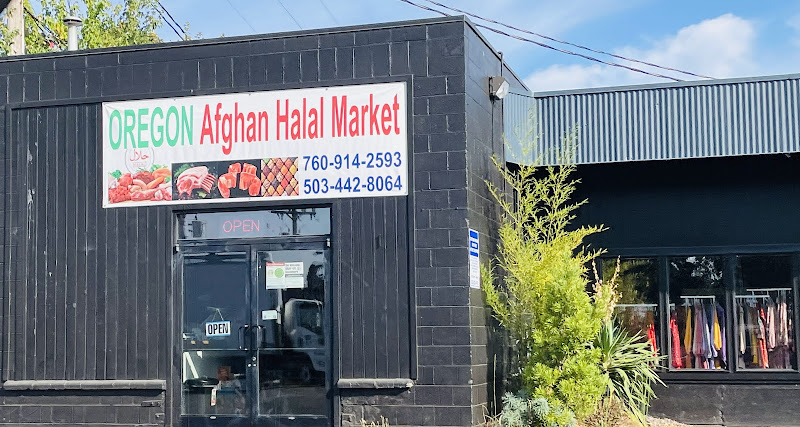 OREGON Afghan Halal Market
حلال
760-914-2593
503-442-8064
OPEN
OPEN